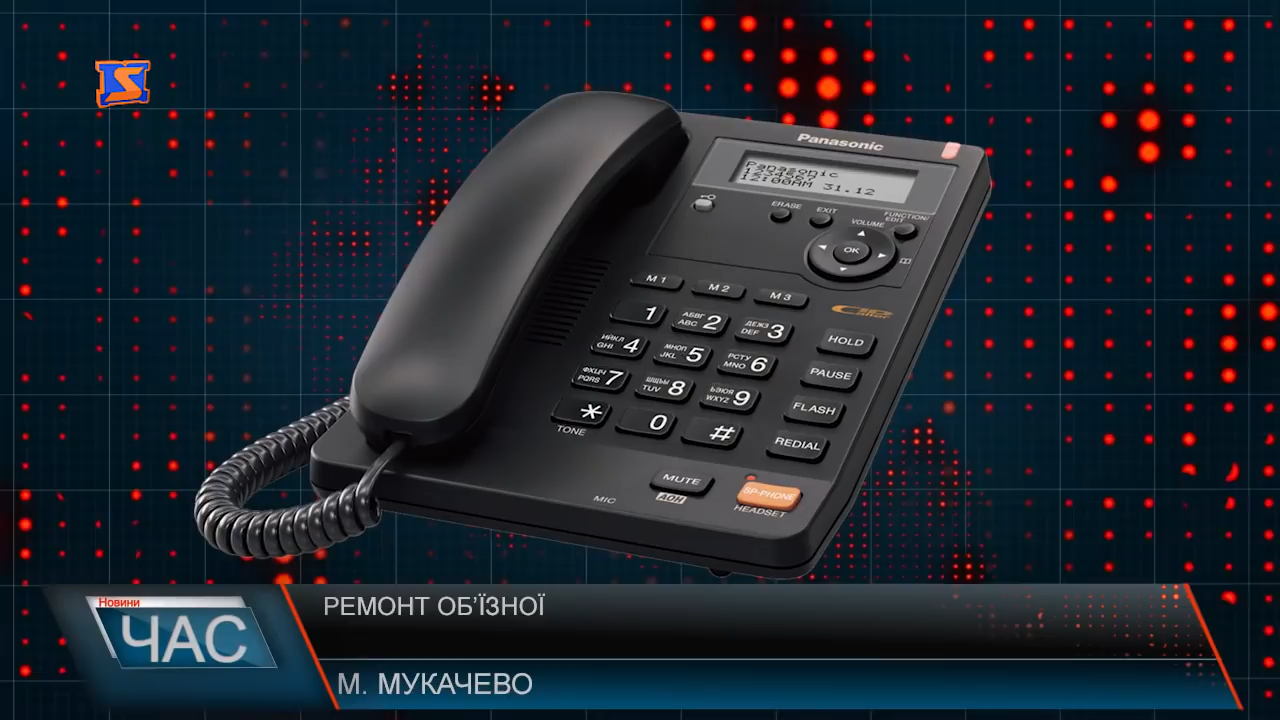 Panasonic
Panasonic
12:00AM 31.12
ERASE
EXIT
FUNCTION/
EDIT
VOLUME
OK
M 1
M 2
M 3
1
АБВГ
ABC 2
ДЕЖЗ
DEF 3
ИЙКЛ
GHI 4
МНОП
JKL 5
РСТУ
MNO 6
ФХЦЧ
PQRS 7
ШЩЪЫ
TUV 8
ЬЭЮЯ
WXYZ 9
*
0
#
TONE
HOLD
PAUSE
FLASH
REDIAL
MUTE
АОН
MIC
SP-PHONE
HEADSET
Новини
ЧАС
РЕМОНТ ОБ’ЇЗНОЇ
М. МУКАЧЕВО